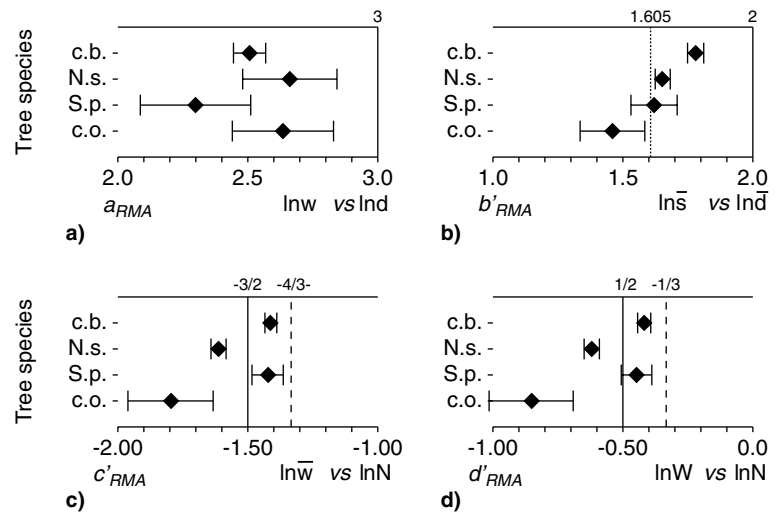 3
1.605
2
Tree species
c.b.
N.s.
S.p.
c.o.
2.0
2.5
3.0
1.0
1.5
2.0
a_RMA
lnw vs lnd
b'_RMA
lns̅ vs lnd̅
a)
b)
-3/2
-4/3-
1/2
-1/3
Tree species
c.b.
N.s.
S.p.
c.o.
c.b.
N.s.
S.p.
c.o.
-2.00
-1.50
-1.00
-1.00
-0.50
0.0
c'_RMA
lnw̅ vs lnN
d'_RMA
lnW vs lnN
c)
d)